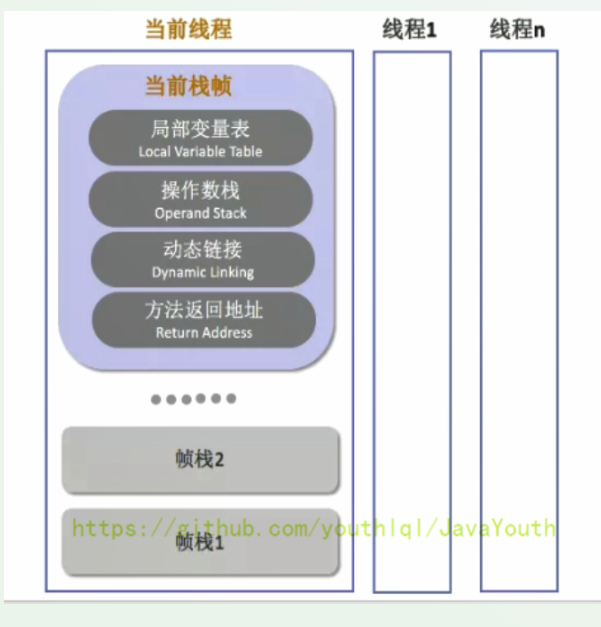 当前线程
线程1
线程n
当前栈帧
局部变量表
Local Variable Table
操作数栈
Operand Stack
动态链接
Dynamic Linking
方法返回地址
Return Address
帧栈2
https://github.com/youthlql/JavaYouth
帧栈1